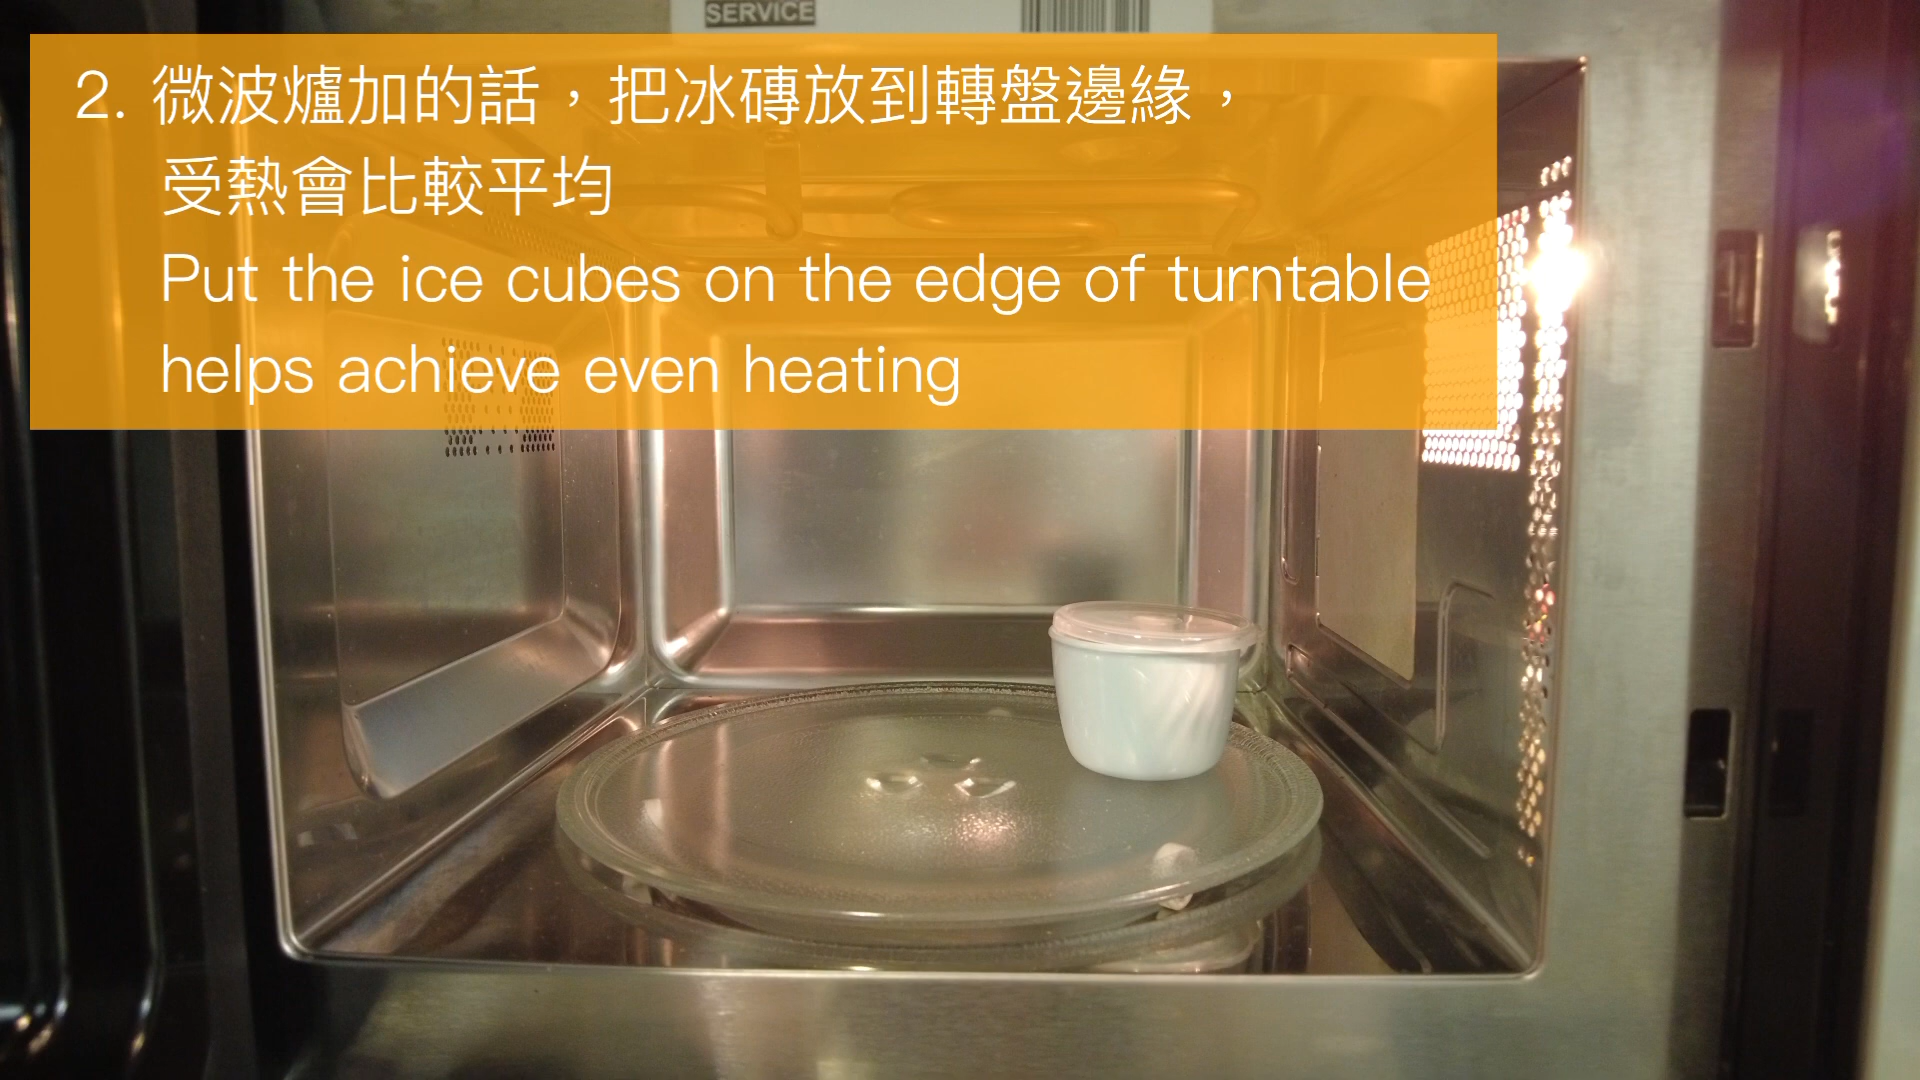 SERVICE
2. 微波爐加的話，把冰磚放到轉盤邊緣，
受熱會比較平均
Put the ice cubes on the edge of turntable
helps achieve even heating